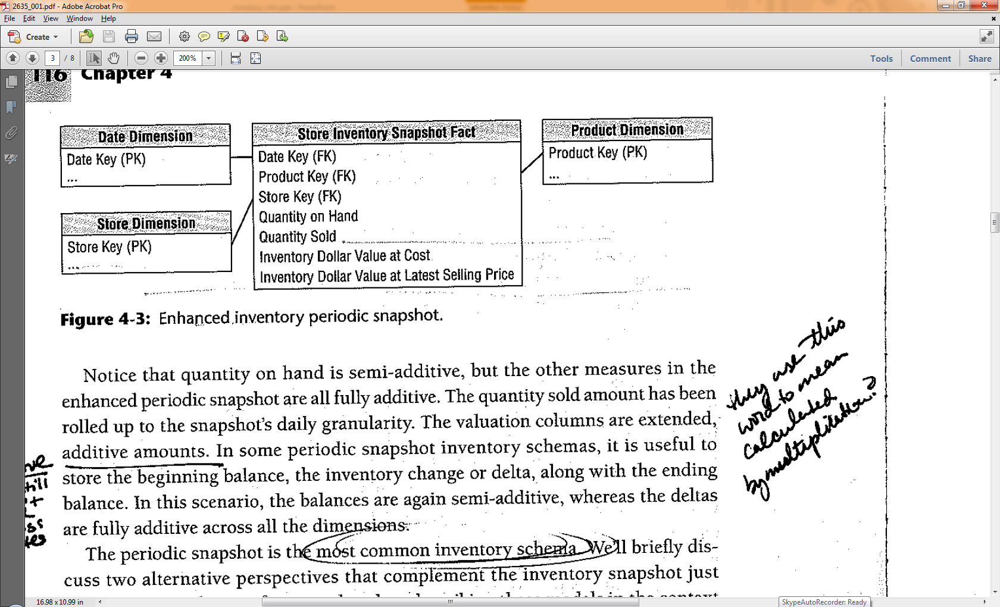 2635_001.pdf - Adobe Acrobat Pro
File Edit View Window Help
Create
3 / 8 200% Tools Comment Share
116 Chapter 4
Date Dimension
Date Key (PK)
...
Store Dimension
Store Key (PK)
...
Store Inventory Snapshot Fact
Date Key (FK)
Product Key (FK)
Store Key (FK)
Quantity on Hand
Quantity Sold
Inventory Dollar Value at Cost
Inventory Dollar Value at Latest Selling Price
Product Dimension
Product Key (PK)
...
Figure 4-3: Enhanced inventory periodic snapshot.
Notice that quantity on hand is semi-additive, but the other measures in the
enhanced periodic snapshot are all fully additive. The quantity sold amount has been
rolled up to the snapshot's daily granularity. The valuation columns are extended,
additive amounts. In some periodic snapshot inventory schemas, it is useful to
store the beginning balance, the inventory change or delta, along with the ending
balance. In this scenario, the balances are again semi-additive, whereas the deltas
are fully additive across all the dimensions.
The periodic snapshot is the most common inventory schema. We'll briefly dis-
cuss two alternative perspectives that complement the inventory snapshot just
they use this
word to mean
calculated
by multiplication?
16.98 x 10.99 in
SkypeAutoRecorder: Ready